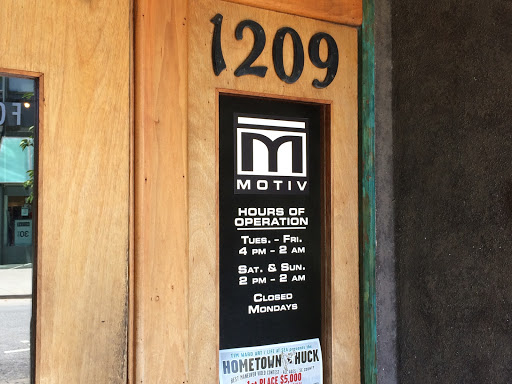 1209
M
MOTIV
HOURS OF
OPERATION
TUES. - FRI.
4 PM - 2 AM
SAT. & SUN.
2 PM - 2 AM
CLOSED
MONDAYS
HOMETOWN HUCK
1st PLACE $5,000